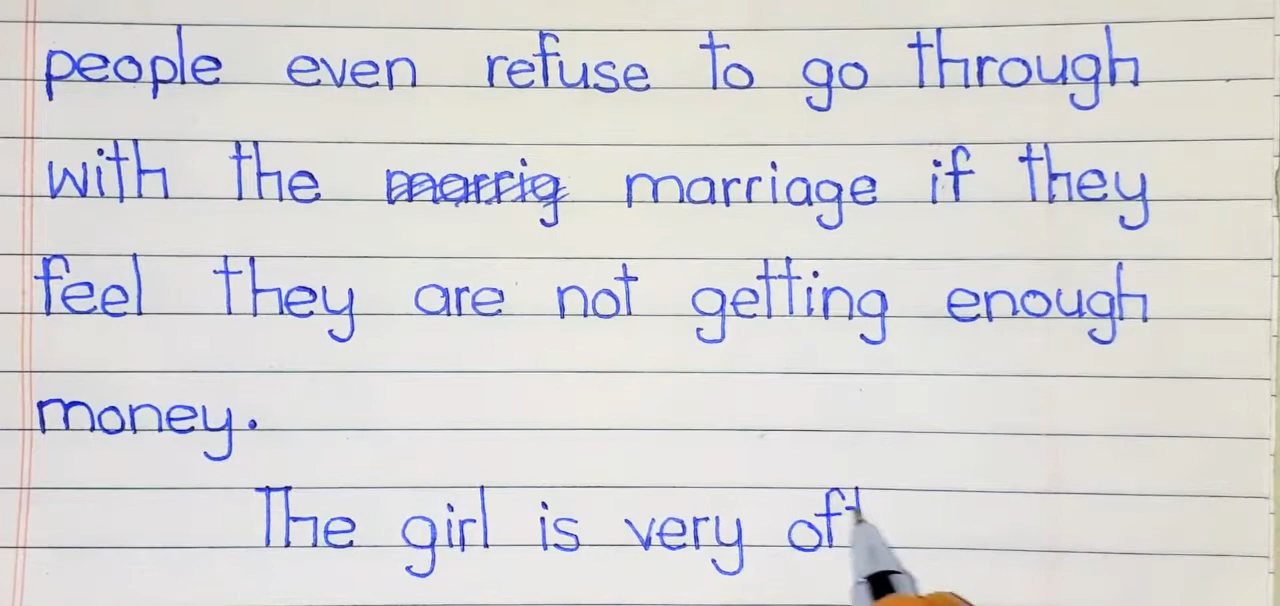 people even refuse to go through
with the marrig marriage if they
feel they are not getting enough
money.
The girl is very oft